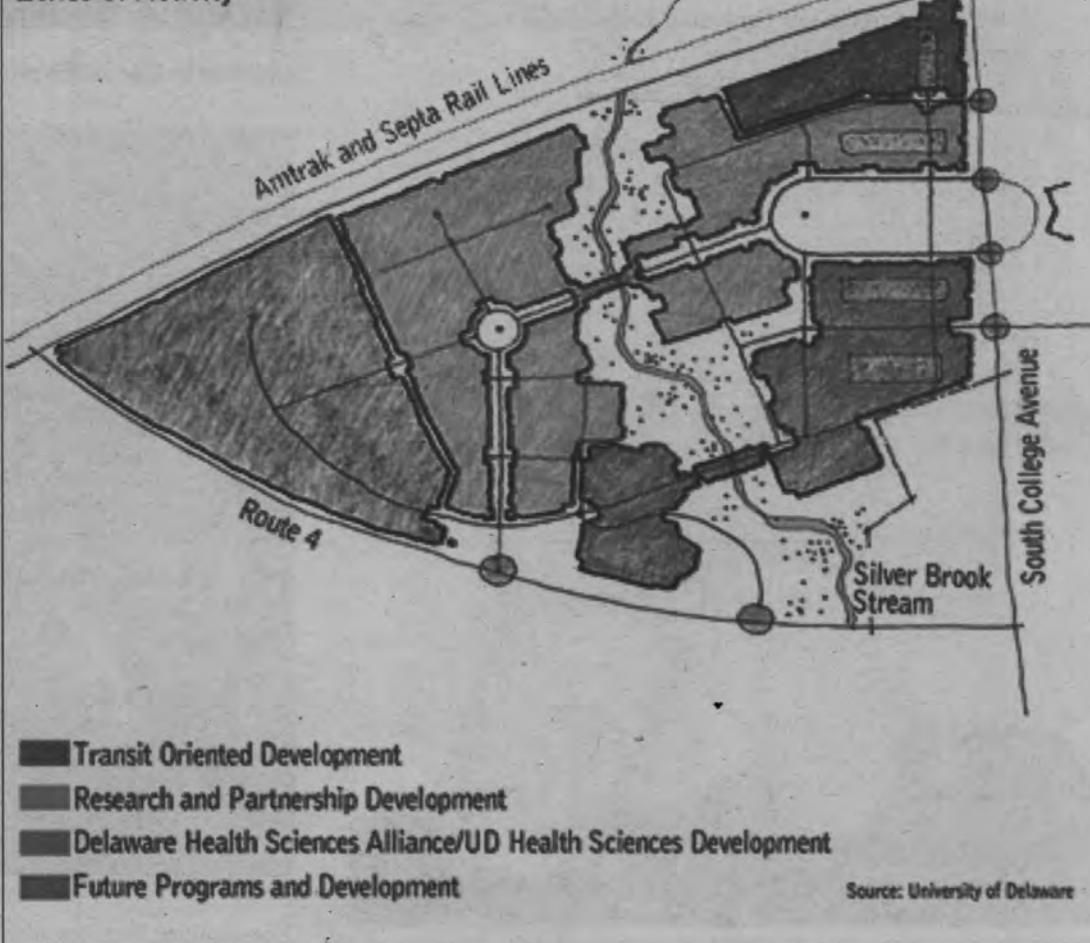 Amtrak and Septa Rail Lines
Route 4
South College Avenue
Silver Brook
Stream
Transit Oriented Development
Research and Partnership Development
Delaware Health Sciences Alliance/UD Health Sciences Development
Future Programs and Development
Source: University of Delaware